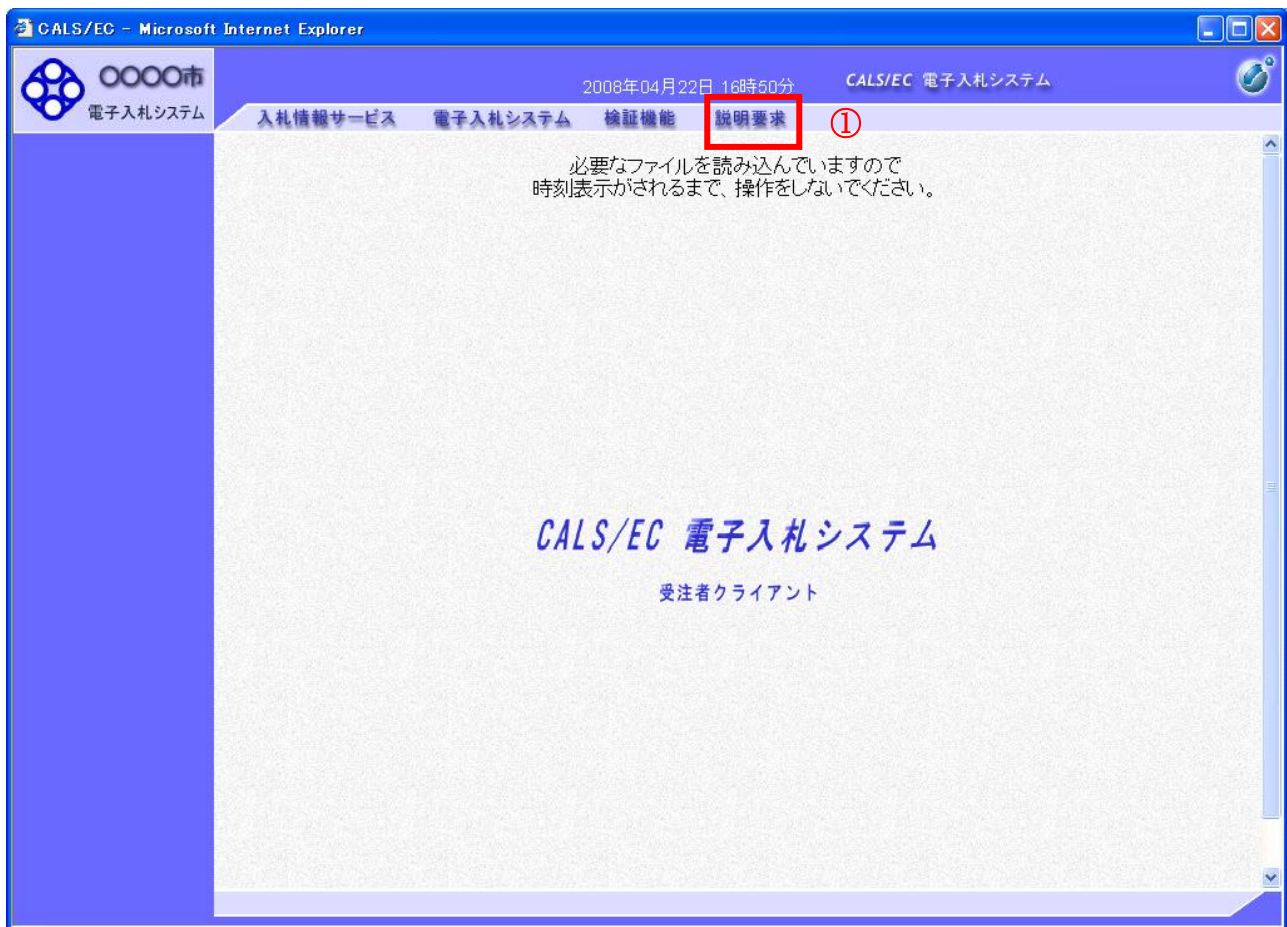 CALS/EC - Microsoft Internet Explorer
○○○○市
電子入札システム
2008年04月22日 16時50分
CALS/EC 電子入札システム
入札情報サービス 電子入札システム 検証機能 説明要求 ①
必要なファイルを読み込んでいますので
時刻表示がされるまで、操作をしないでください。
CALS/EC 電子入札システム
受注者クライアント